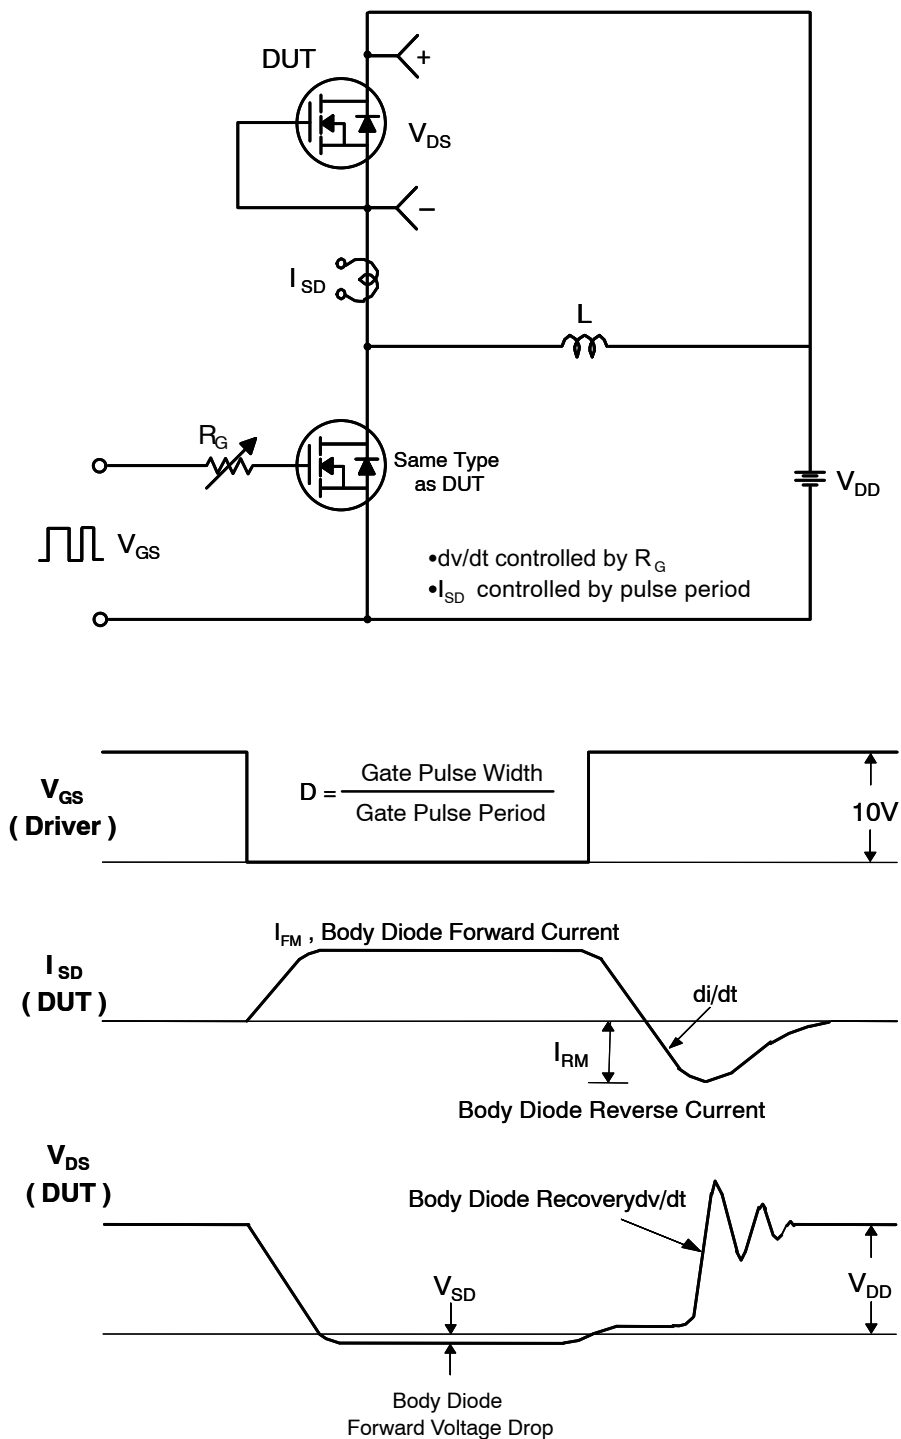 DUT
+
V_DS
−
I_SD
L
R_G
Same Type
as DUT
V_DD
V_GS
•dv/dt controlled by R_G
•I_SD controlled by pulse period
V_GS
( Driver )
D = Gate Pulse Width
Gate Pulse Period
10V
I_FM , Body Diode Forward Current
I_SD
( DUT )
di/dt
I_RM
Body Diode Reverse Current
V_DS
( DUT )
Body Diode Recoverydv/dt
V_SD
V_DD
Body Diode
Forward Voltage Drop